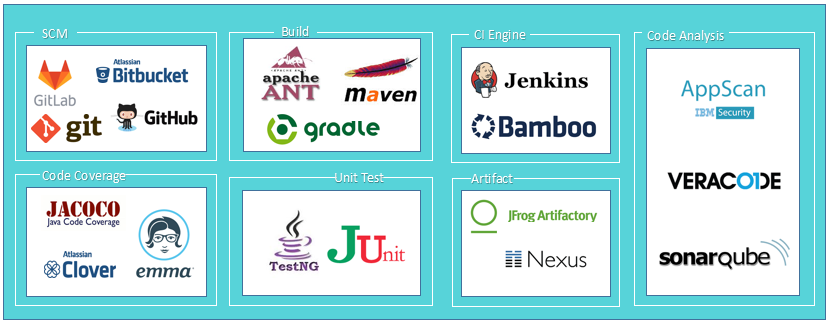 SCM
GitLab
Atlassian
Bitbucket
git
GitHub
Build
APACHE
ANT
maven
gradle
CI Engine
Jenkins
Bamboo
Code Analysis
AppScan
IBM Security
VERACODE
sonarqube
Code Coverage
JACOCO
Java Code Coverage
Atlassian
Clover
emma
Unit Test
TestNG
JUnit
Artifact
JFrog Artifactory
Nexus